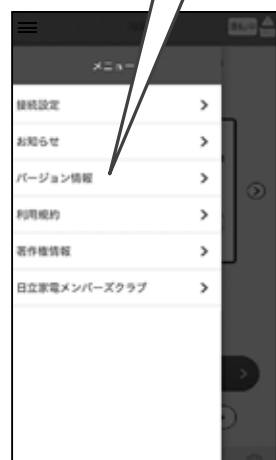 メニュー
接続設定
お知らせ
バージョン情報
利用規約
著作権情報
日立家電メンバーズクラブ